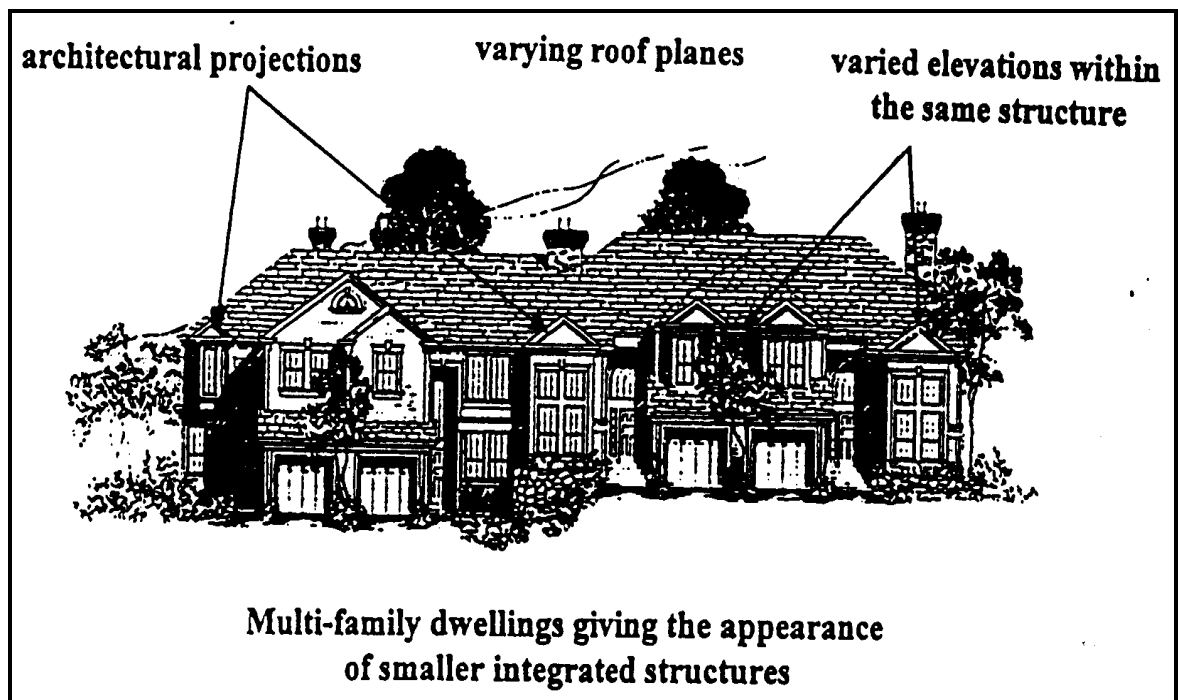 architectural projections
varying roof planes
varied elevations within
the same structure
Multi-family dwellings giving the appearance
of smaller integrated structures